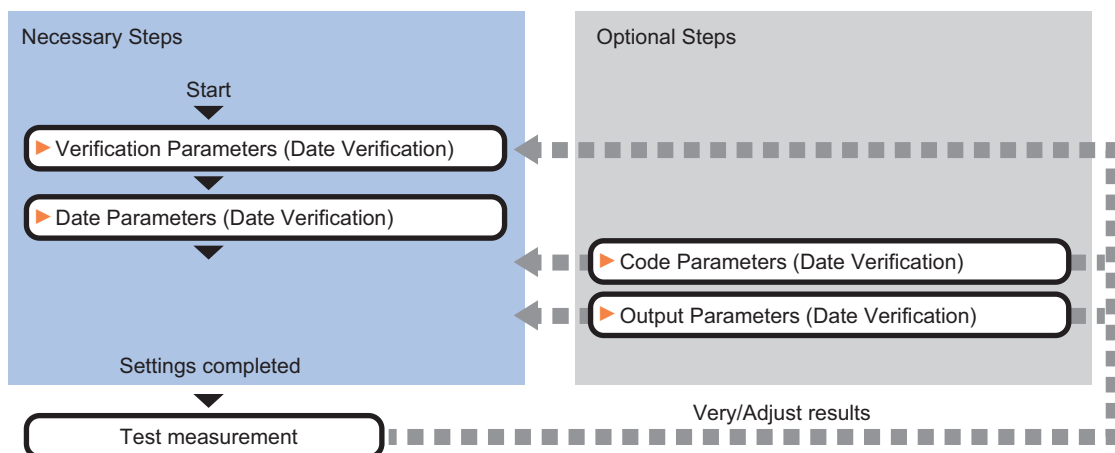 Necessary Steps
Optional Steps
Start
Verification Parameters (Date Verification)
Date Parameters (Date Verification)
Code Parameters (Date Verification)
Output Parameters (Date Verification)
Settings completed
Very/Adjust results
Test measurement